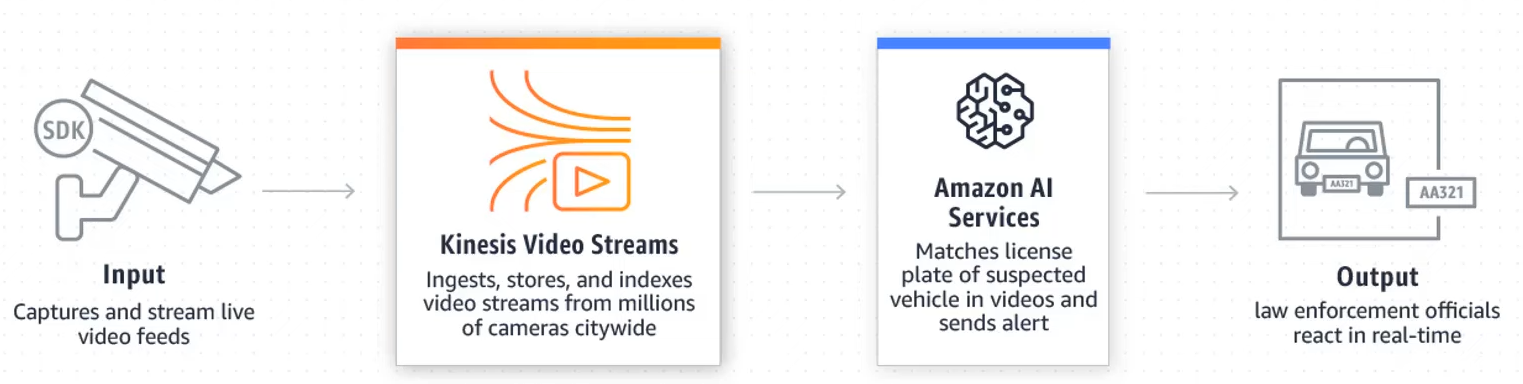 SDK
Input
Captures and stream live
video feeds
Kinesis Video Streams
Ingests, stores, and indexes
video streams from millions
of cameras citywide
Amazon AI
Services
Matches license
plate of suspected
vehicle in videos and
sends alert
AA321
AA321
Output
law enforcement officials
react in real-time